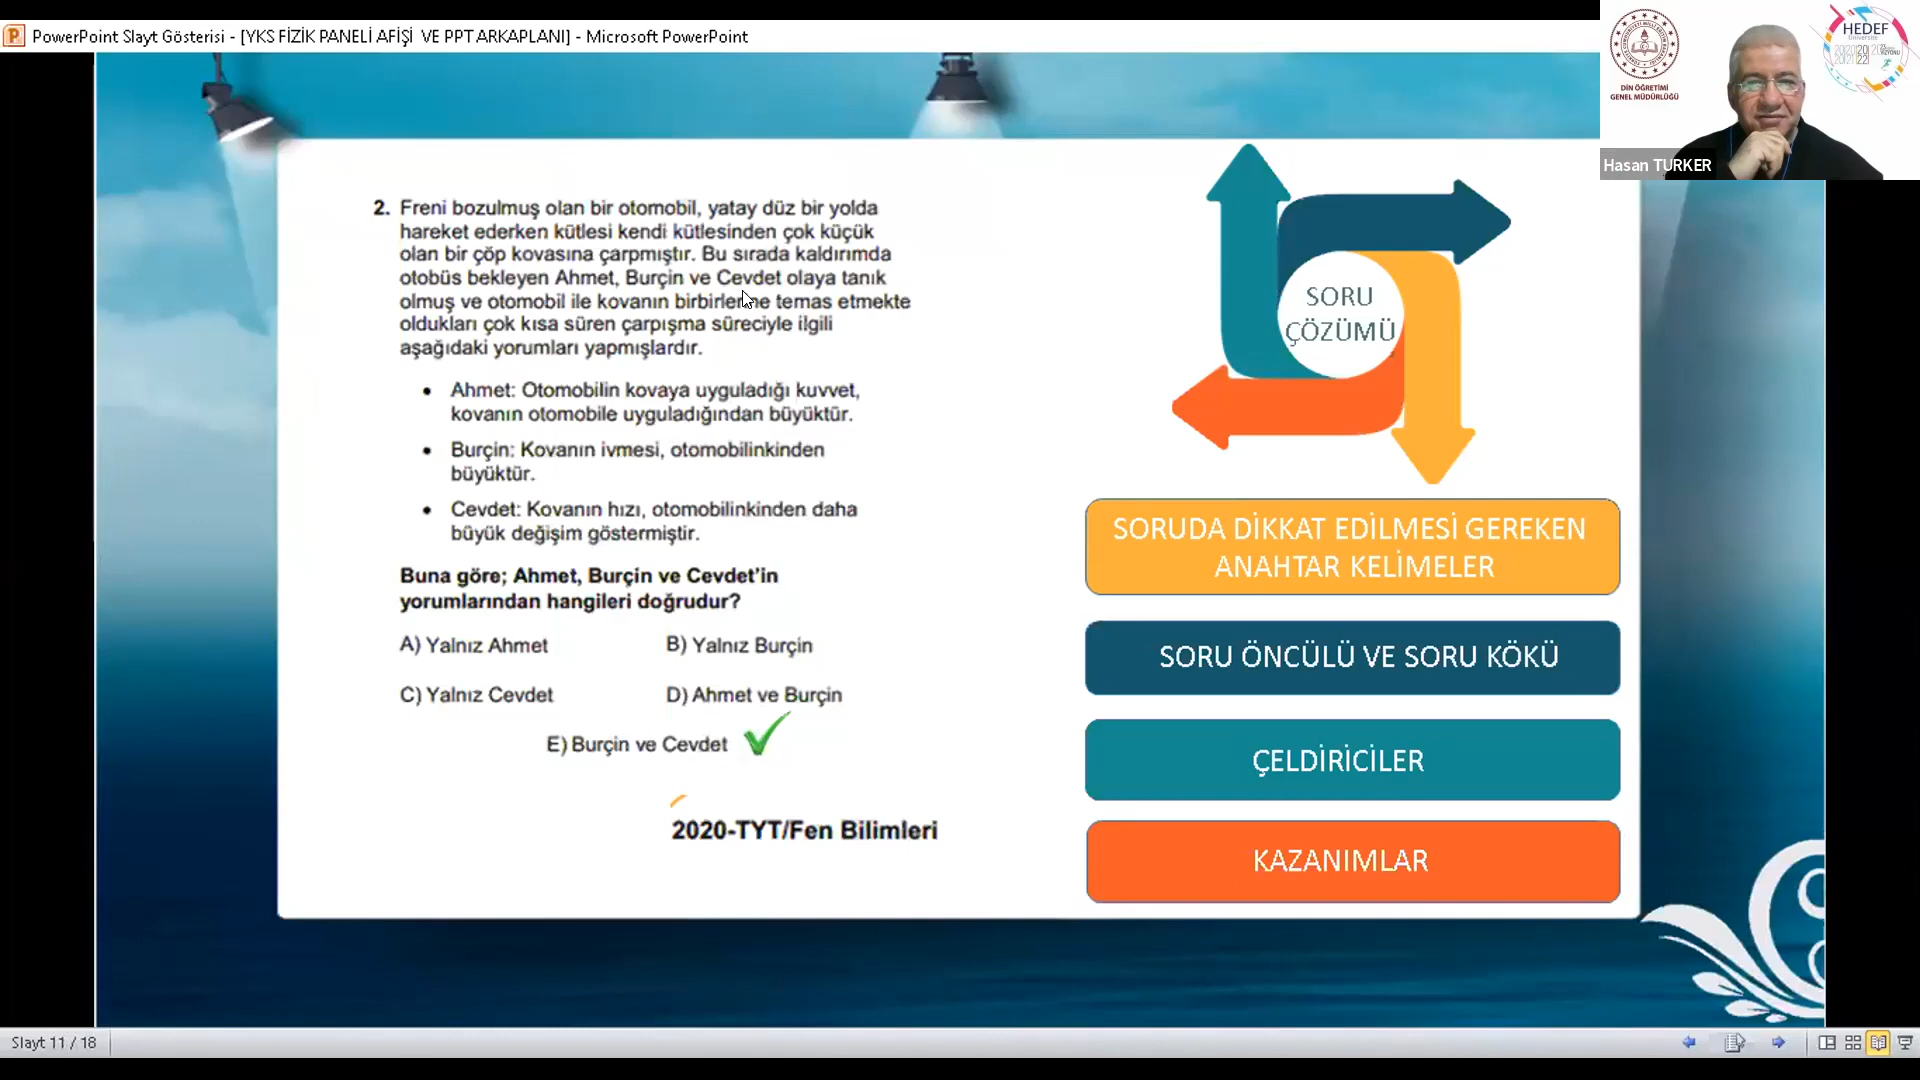 PowerPoint Slayt Gösterisi - [YKS FİZİK PANELİ AFİŞİ VE PPT ARKAPLANI] - Microsoft PowerPoint
DİN ÖĞRETİMİ
GENEL MÜDÜRLÜĞÜ
HEDEF
Hasan TURKER
2. Freni bozulmuş olan bir otomobil, yatay düz bir yolda
hareket ederken kütlesi kendi kütlesinden çok küçük
olan bir çöp kovasına çarpmıştır. Bu sırada kaldırımda
otobüs bekleyen Ahmet, Burçin ve Cevdet olaya tanık
olmuş ve otomobil ile kovanın birbirlerine temas etmekte
oldukları çok kısa süren çarpışma süreciyle ilgili
aşağıdaki yorumları yapmışlardır.
• Ahmet: Otomobilin kovaya uyguladığı kuvvet,
kovanın otomobile uyguladığından büyüktür.
• Burçin: Kovanın ivmesi, otomobilinkinden
büyüktür.
• Cevdet: Kovanın hızı, otomobilinkinden daha
büyük değişim göstermiştir.
Buna göre; Ahmet, Burçin ve Cevdet'in
yorumlarından hangileri doğrudur?
A) Yalnız Ahmet
B) Yalnız Burçin
C) Yalnız Cevdet
D) Ahmet ve Burçin
E) Burçin ve Cevdet
2020-TYT/Fen Bilimleri
SORU
ÇÖZÜMÜ
SORUDA DİKKAT EDİLMESİ GEREKEN
ANAHTAR KELİMELER
SORU ÖNCÜLÜ VE SORU KÖKÜ
ÇELDİRİCİLER
KAZANIMLAR
Slayt 11 / 18